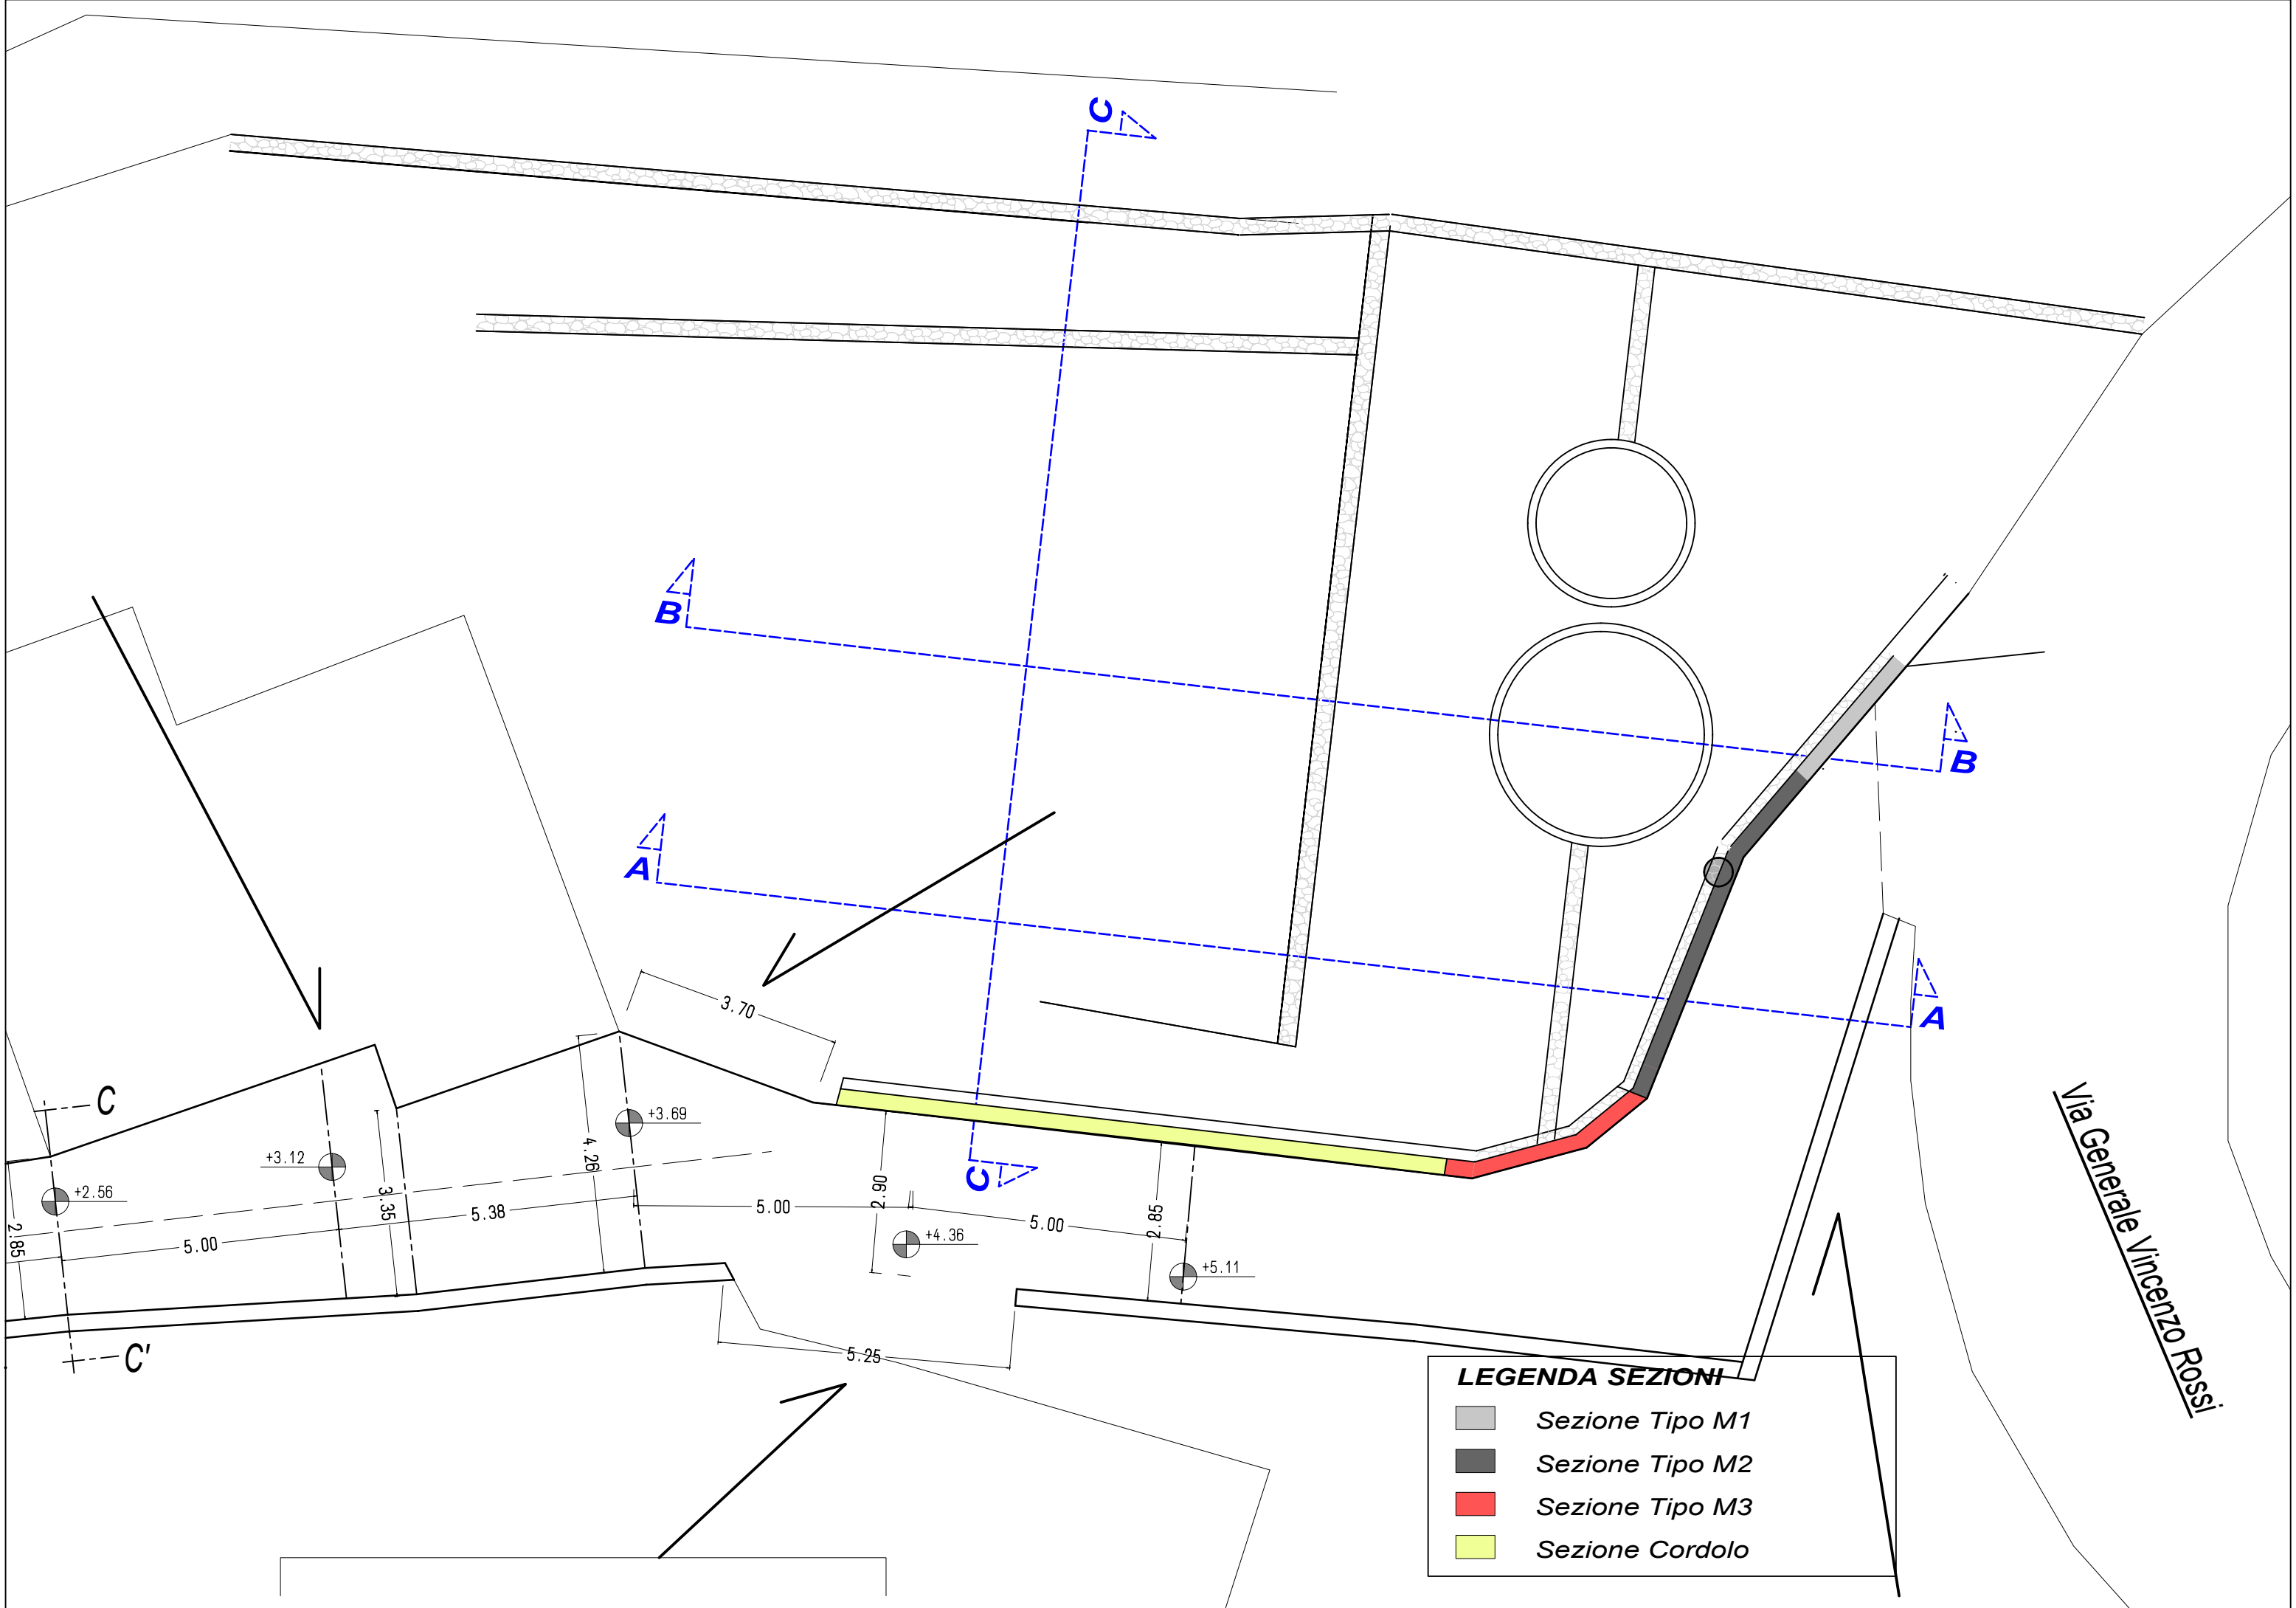 C
B
B
A
A
3.70
C
+3.69
+3.12
4.26
+2.56
3.35
2.90
C
5.38
5.00
5.00
2.85
2.85
5.00
+4.36
+5.11
C'
5.25
Via Generale Vincenzo Rossi
LEGENDA SEZIONI
Sezione Tipo M1
Sezione Tipo M2
Sezione Tipo M3
Sezione Cordolo